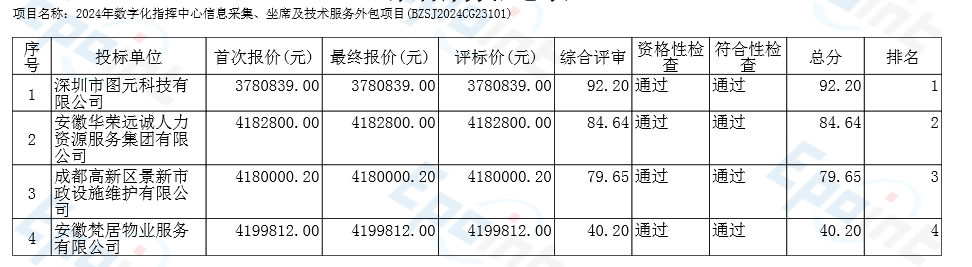 项目名称：2024年数字化指挥中心信息采集、坐席及技术服务外包项目(BZSJ2024CG23101)
序号 投标单位 首次报价(元) 最终报价(元) 评标价(元) 综合评审 资格性检查 符合性检查 总分 排名
1 深圳市图元科技有限公司 3780839.00 3780839.00 3780839.00 92.20 通过 通过 92.20 1
2 安徽华荣远诚人力资源服务集团有限公司 4182800.00 4182800.00 4182800.00 84.64 通过 通过 84.64 2
3 成都高新区景新市政设施维护有限公司 4180000.20 4180000.20 4180000.20 79.65 通过 通过 79.65 3
4 安徽梵居物业服务有限公司 4199812.00 4199812.00 4199812.00 40.20 通过 通过 40.20 4